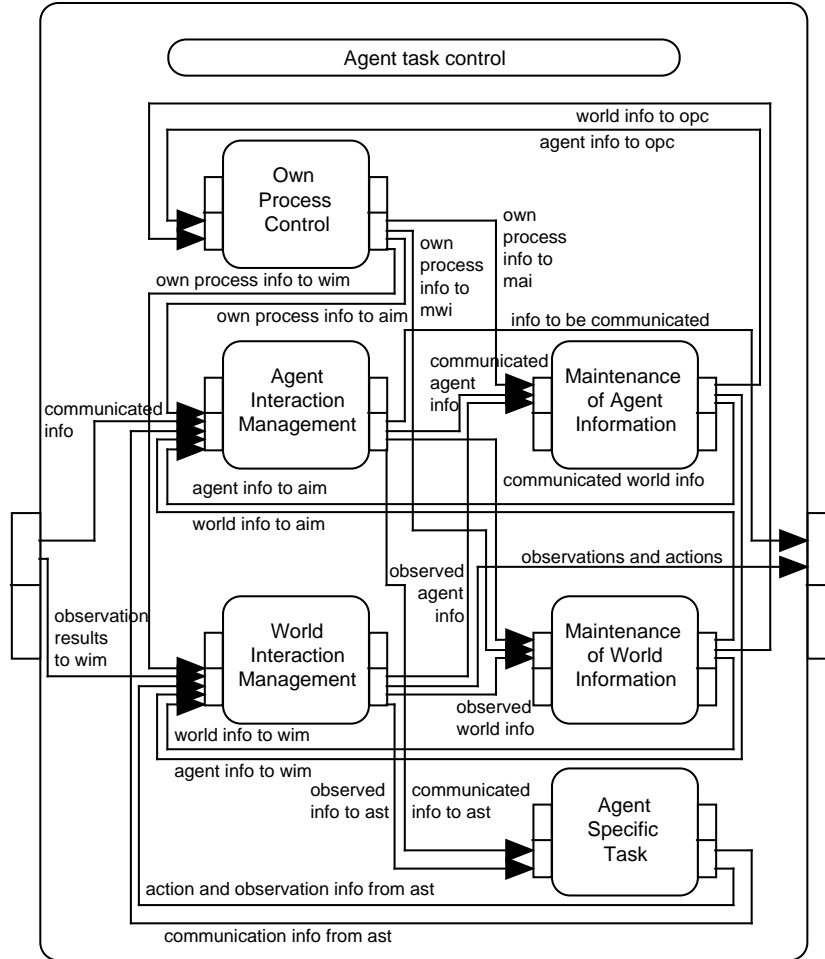 Agent task control
world info to opc
agent info to opc
Own
Process
Control
own
process
info to
mai
own
process
info to
mwi
own process info to wim
own process info to aim
info to be communicated
Agent
Interaction
Management
communicated
agent
info
Maintenance
of Agent
Information
communicated
info
agent info to aim
communicated world info
world info to aim
observed
agent
info
observations and actions
observation
results
to wim
World
Interaction
Management
Maintenance
of World
Information
observed
world info
world info to wim
agent info to wim
observed
info to ast
communicated
info to ast
Agent
Specific
Task
action and observation info from ast
communication info from ast